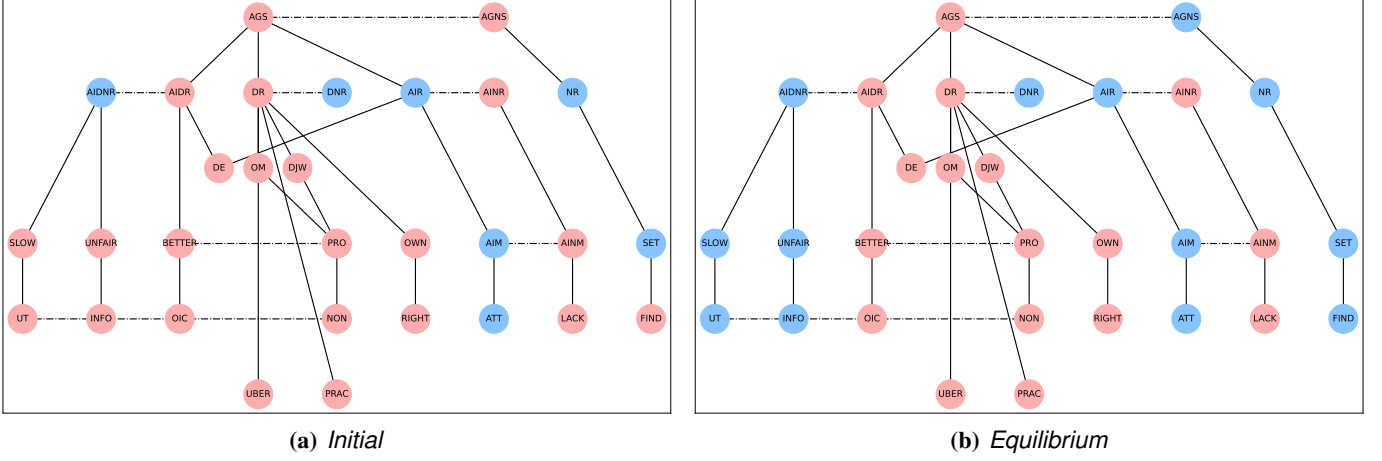 AGS AGNS
AIDNR AIDR DR DNR AIR AINR NR
DE OM DJW
SLOW UNFAIR BETTER PRO OWN AIM AINM SET
UT INFO OIC NON RIGHT ATT LACK FIND
UBER PRAC
(a) Initial
AGS AGNS
AIDNR AIDR DR DNR AIR AINR NR
DE OM DJW
SLOW UNFAIR BETTER PRO OWN AIM AINM SET
UT INFO OIC NON RIGHT ATT LACK FIND
UBER PRAC
(b) Equilibrium